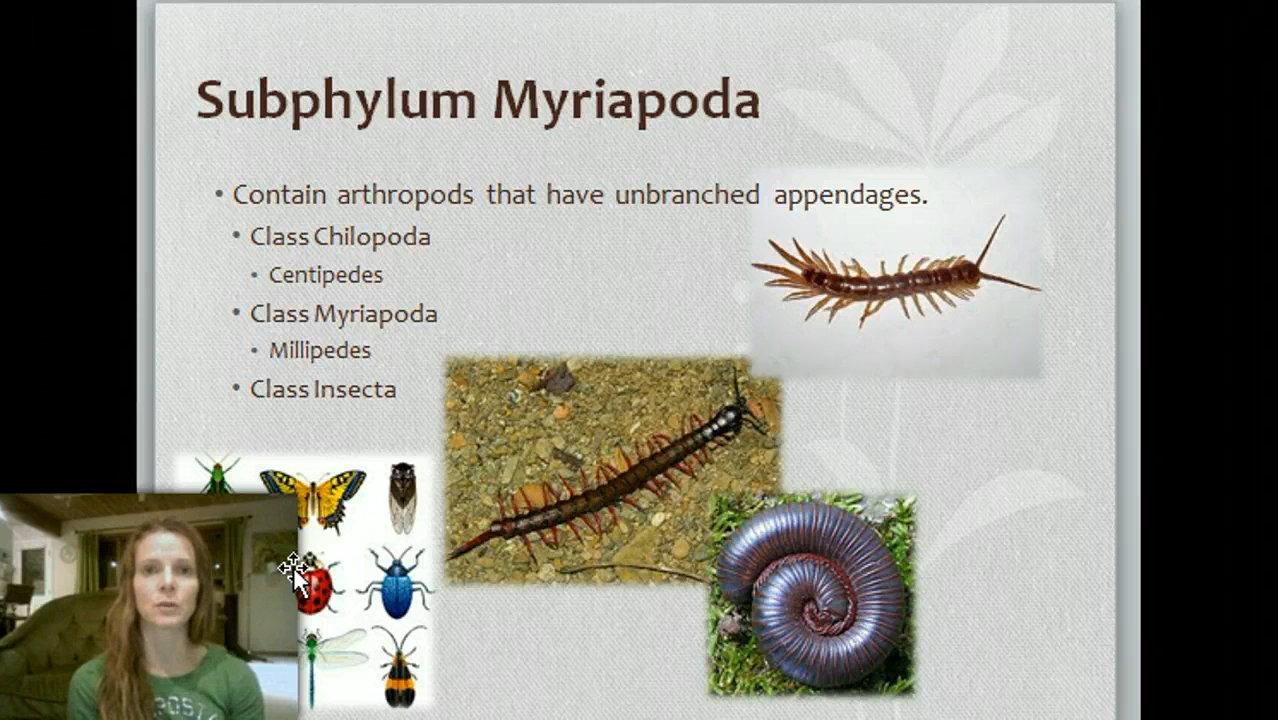 Subphylum Myriapoda
• Contain arthropods that have unbranched appendages.
• Class Chilopoda
• Centipedes
• Class Myriapoda
• Millipedes
• Class Insecta